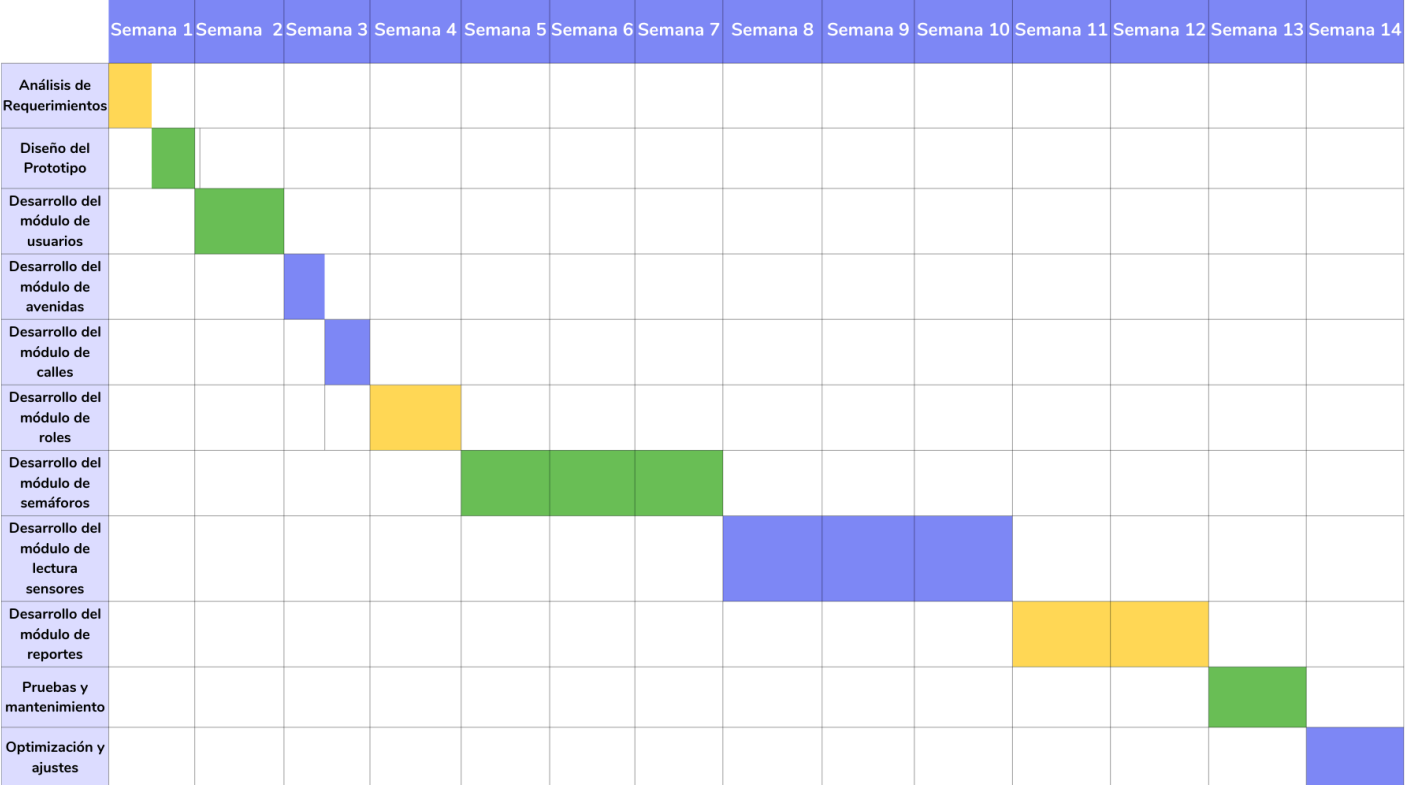 Semana 1 Semana 2 Semana 3 Semana 4 Semana 5 Semana 6 Semana 7 Semana 8 Semana 9 Semana 10 Semana 11 Semana 12 Semana 13 Semana 14
Análisis de
Requerimientos
Diseño del
Prototipo
Desarrollo del
módulo de
usuarios
Desarrollo del
módulo de
avenidas
Desarrollo del
módulo de
calles
Desarrollo del
módulo de
roles
Desarrollo del
módulo de
semáforos
Desarrollo del
módulo de
lectura
sensores
Desarrollo del
módulo de
reportes
Pruebas y
mantenimiento
Optimización y
ajustes